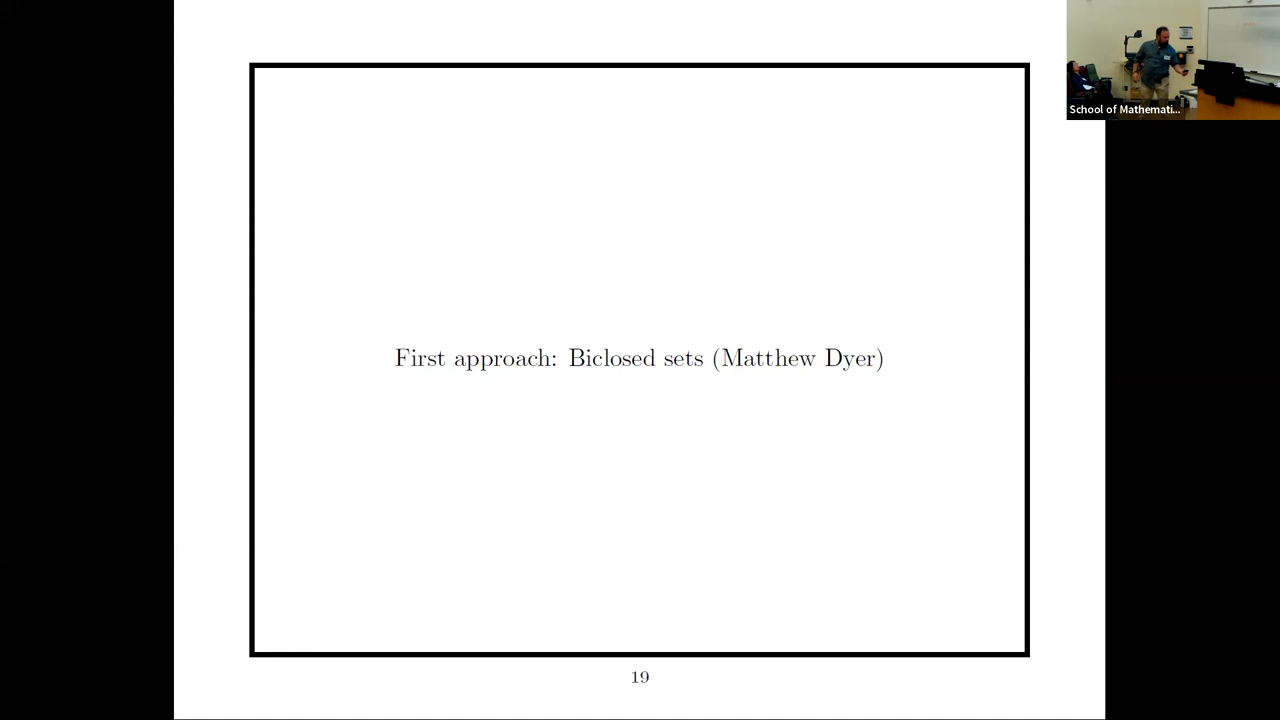 School of Mathemati...
First approach: Biclosed sets (Matthew Dyer)
19